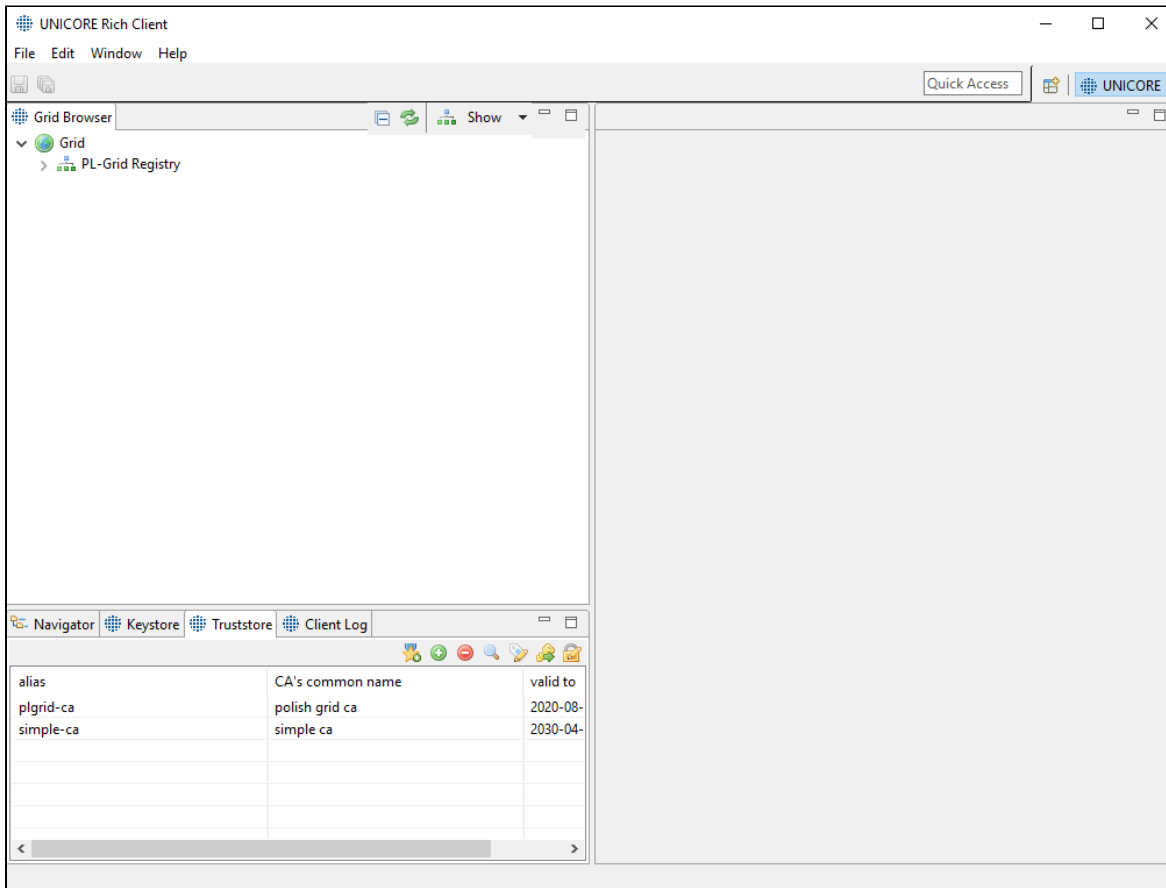 UNICORE Rich Client
File Edit Window Help
Quick Access UNICORE
Grid Browser Show
Grid
PL-Grid Registry
Navigator Keystore Truststore Client Log
alias CA's common name valid to
plgrid-ca polish grid ca 2020-08-
simple-ca simple ca 2030-04-